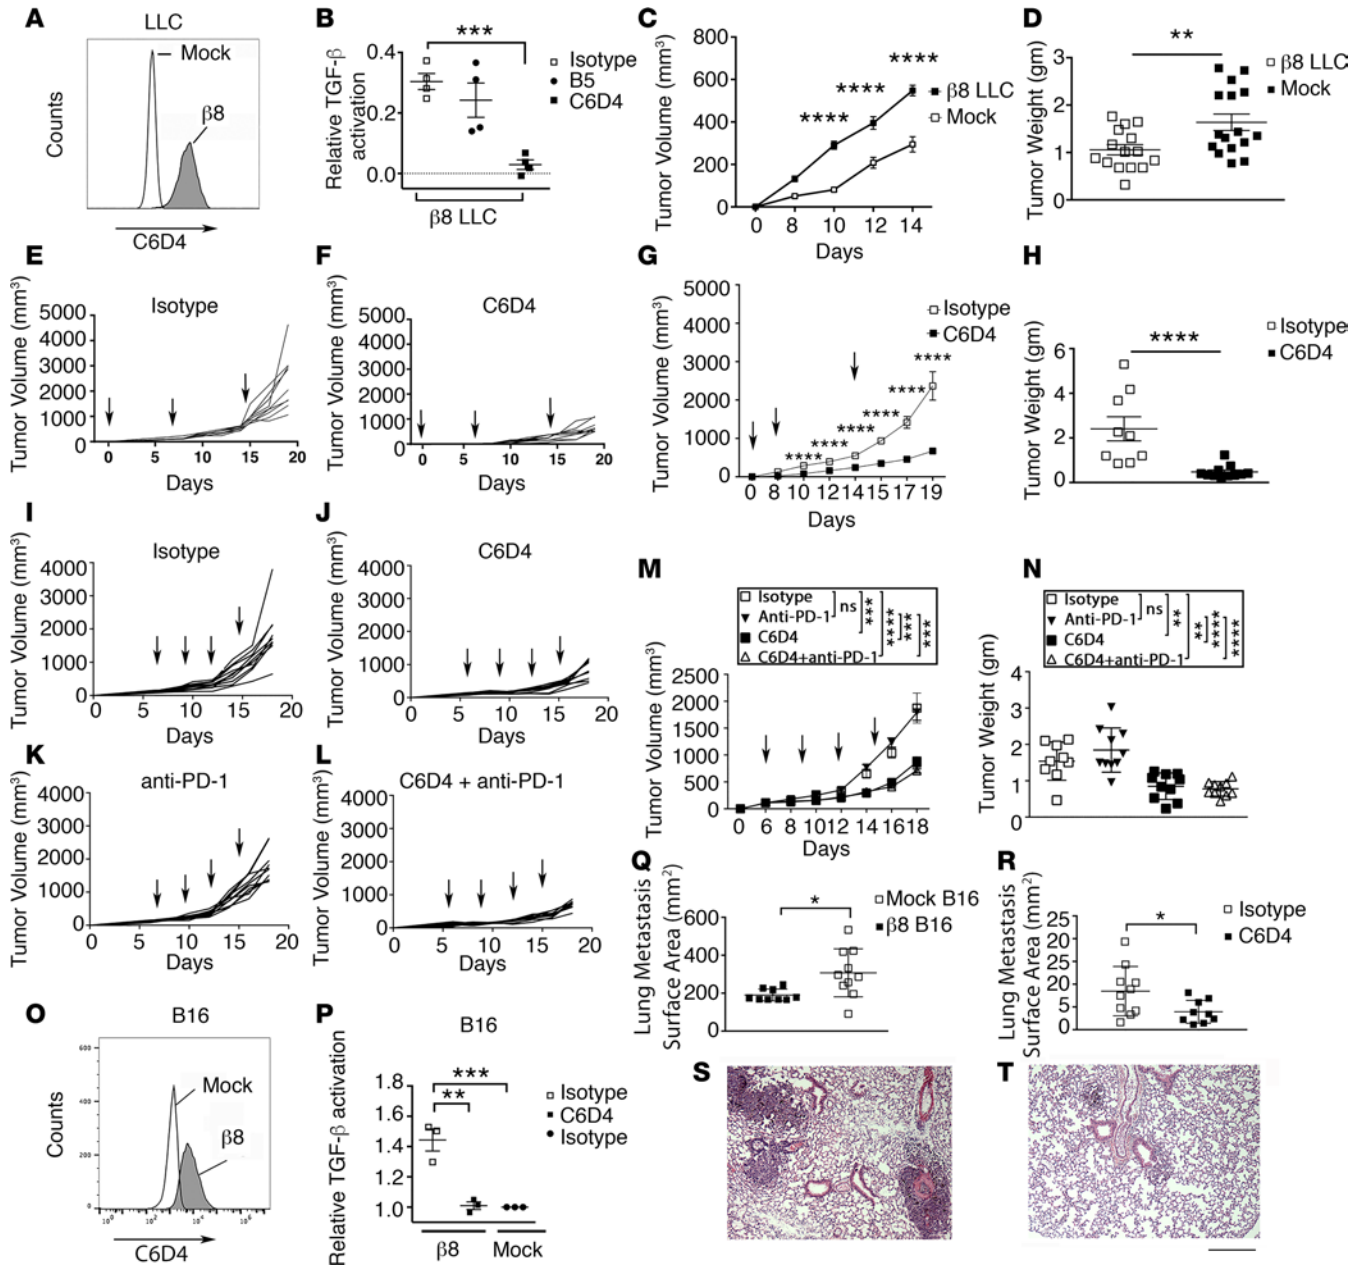 A
LLC
Mock
β8
Counts
C6D4
B
***
Relative TGF-β
activation
0.4
0.2
0.0
Isotype
B5
C6D4
β8 LLC
C
Tumor Volume (mm³)
800
600
400
200
0
****
****
****
β8 LLC
Mock
0 8 10 12 14
Days
D
Tumor Weight (gm)
3
2
1
0
**
β8 LLC
Mock
E
Isotype
Tumor Volume (mm³)
5000
4000
3000
2000
1000
0
0 5 10 15 20
Days
F
C6D4
Tumor Volume (mm³)
5000
4000
3000
2000
1000
0
0 5 10 15 20
Days
G
Tumor Volume (mm³)
5000
4000
3000
2000
1000
0
Isotype
C6D4
****
****
****
****
****
****
0 8 10 12 14 15 17 19
Days
H
Tumor Weight (gm)
6
4
2
0
****
Isotype
C6D4
I
Isotype
Tumor Volume (mm³)
4000
3000
2000
1000
0
0 5 10 15 20
Days
J
C6D4
Tumor Volume (mm³)
4000
3000
2000
1000
0
0 5 10 15 20
Days
K
anti-PD-1
Tumor Volume (mm³)
4000
3000
2000
1000
0
0 5 10 15 20
Days
L
C6D4 + anti-PD-1
Tumor Volume (mm³)
4000
3000
2000
1000
0
0 5 10 15 20
Days
M
Isotype
Anti-PD-1
C6D4
C6D4+anti-PD-1
ns
***
****
***
***
Tumor Volume (mm³)
2500
2000
1500
1000
500
0
0 6 8 10 12 14 16 18
Days
N
Isotype
Anti-PD-1
C6D4
C6D4+anti-PD-1
ns
**
**
****
****
Tumor Weight (gm)
4
3
2
1
0
O
B16
Counts
600
400
200
0
Mock
β8
10⁰ 10² 10⁴ 10⁶
C6D4
P
B16
Relative TGF-β activation
1.8
1.6
1.4
1.2
1.0
***
**
Isotype
C6D4
Isotype
β8 Mock
Q
Lung Metastasis
Surface Area (mm²)
600
400
200
0
*
Mock B16
β8 B16
R
Lung Metastasis
Surface Area (mm²)
25
20
25
20
5
0
*
Isotype
C6D4
S
T